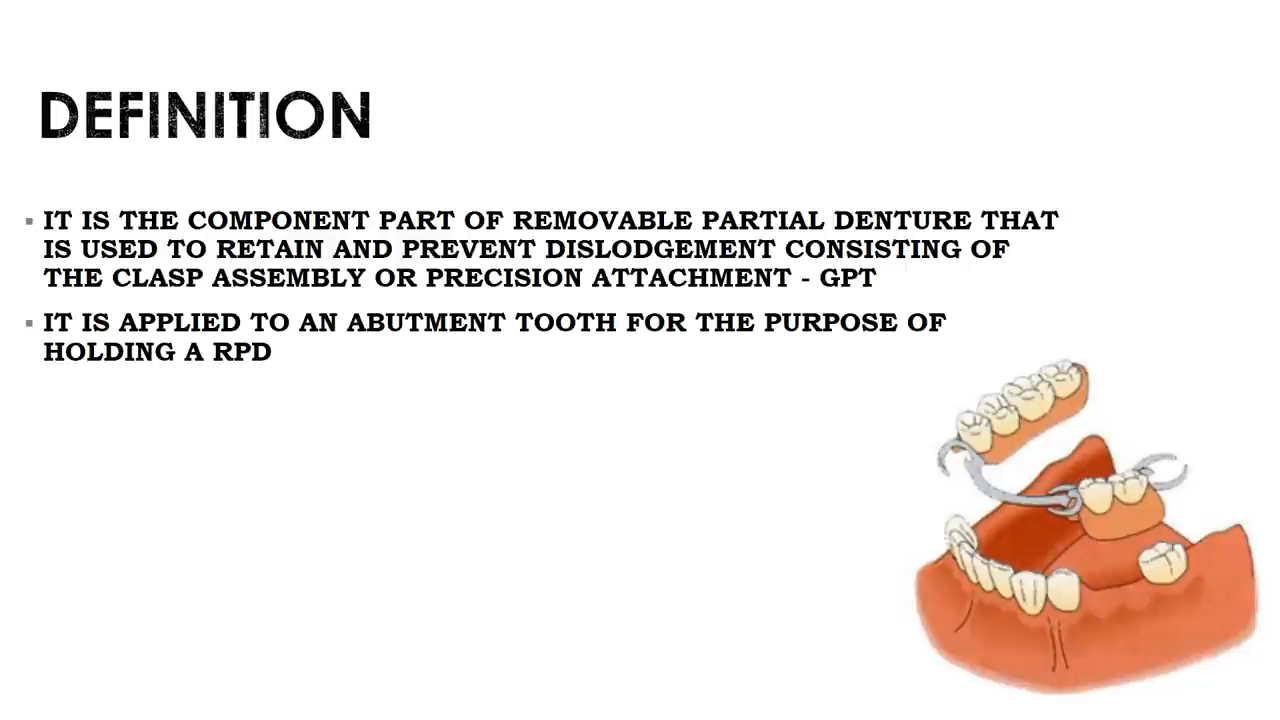 DEFINITION
IT IS THE COMPONENT PART OF REMOVABLE PARTIAL DENTURE THAT
IS USED TO RETAIN AND PREVENT DISLODGEMENT CONSISTING OF
THE CLASP ASSEMBLY OR PRECISION ATTACHMENT - GPT
IT IS APPLIED TO AN ABUTMENT TOOTH FOR THE PURPOSE OF
HOLDING A RPD